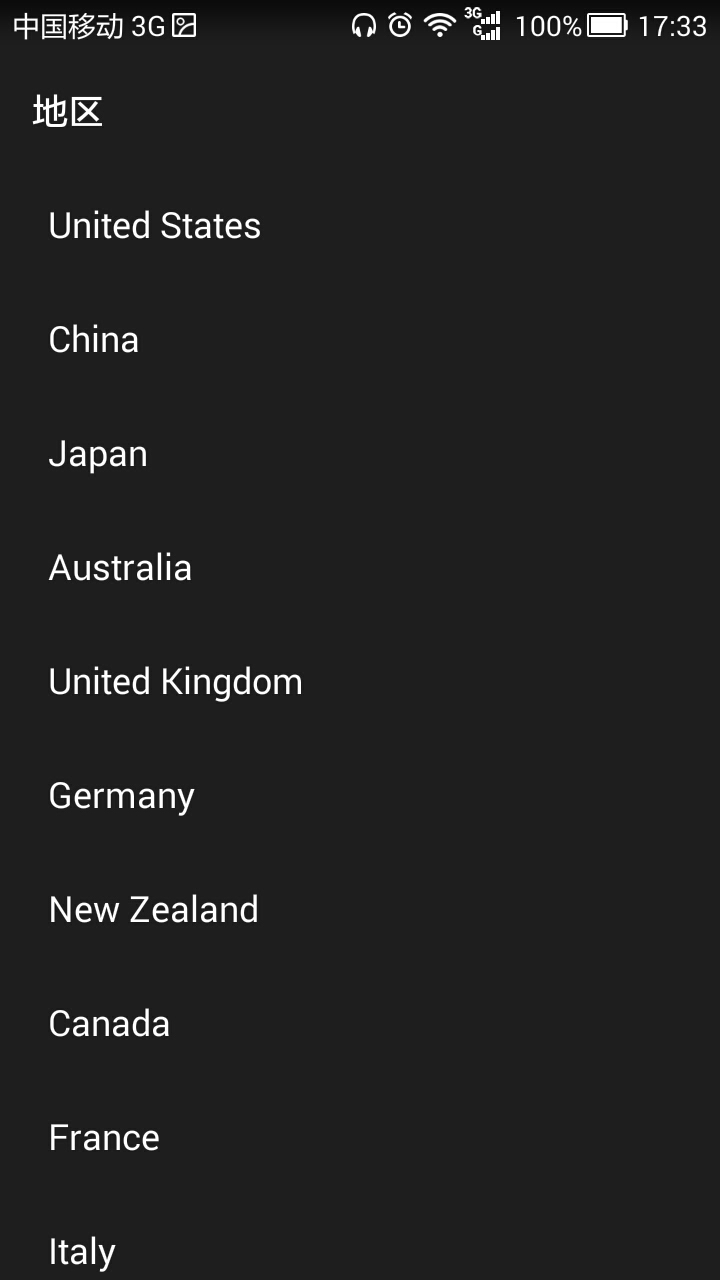 中国移动 3G 3G G 100% 17:33
地区
United States
China
Japan
Australia
United Kingdom
Germany
New Zealand
Canada
France
Italy